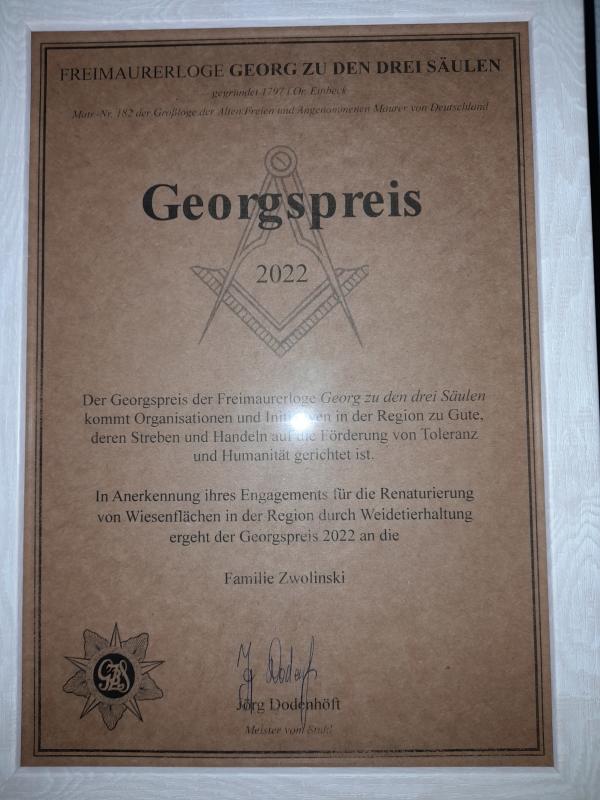 FREIMAURERLOGE GEORG ZU DEN DREI SÄULEN
gegründet 1797 i. Or. Einbeck
Matr.-Nr. 182 der Großloge der Alten Freien und Angenommenen Maurer von Deutschland
Georgspreis
2022
Der Georgspreis der Freimaurerloge Georg zu den drei Säulen
kommt Organisationen und Initiativen in der Region zu Gute,
deren Streben und Handeln auf die Förderung von Toleranz
und Humanität gerichtet ist.
In Anerkennung ihres Engagements für die Renaturierung
von Wiesenflächen in der Region durch Weidetierhaltung
ergeht der Georgspreis 2022 an die
Familie Zwolinski
Jörg Dodenhöft
Meister vom Stuhl